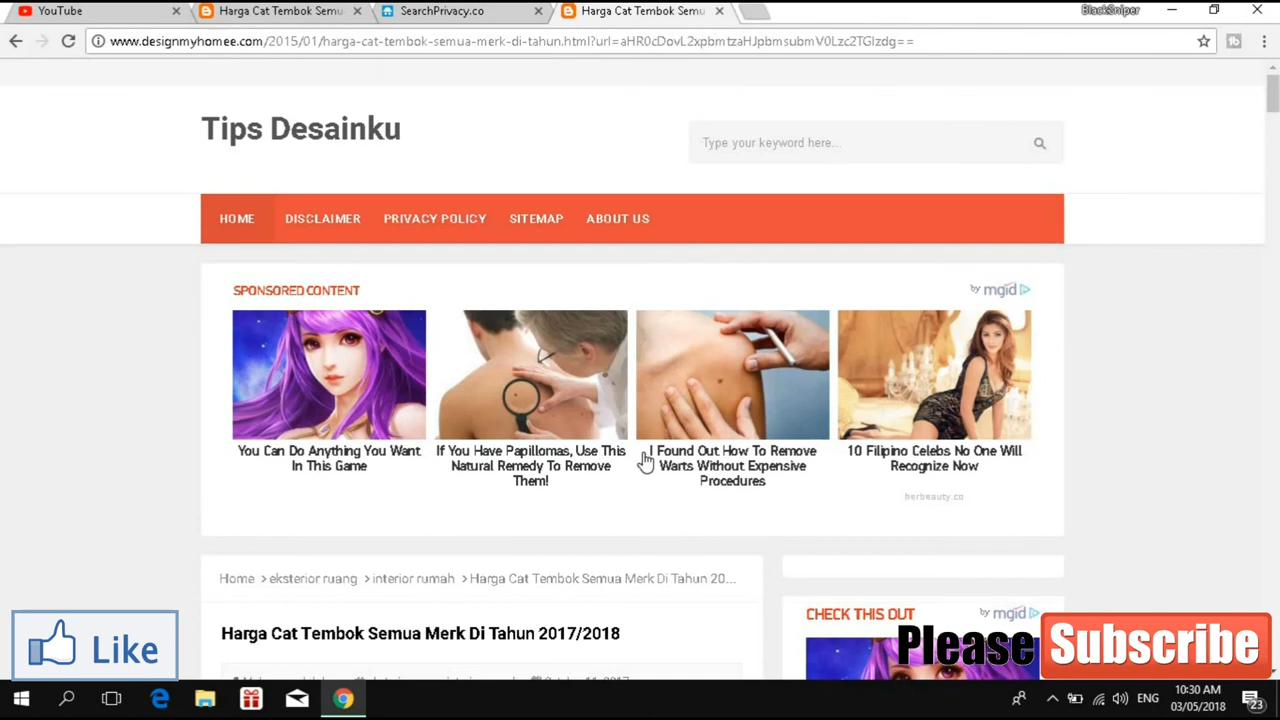 YouTube
Harga Cat Tembok Semu
SearchPrivacy.co
Harga Cat Tembok Semu
BlackSniper
www.designmyhomee.com/2015/01/harga-cat-tembok-semua-merk-di-tahun.html?url=aHR0cDovL2xpbmtzaHJpbmsubmV0Lzc2TGlzdg==
Tips Desainku
Type your keyword here...
HOME DISCLAIMER PRIVACY POLICY SITEMAP ABOUT US
SPONSORED CONTENT
by mgid
You Can Do Anything You Want
In This Game
If You Have Papillomas, Use This
Natural Remedy To Remove
Them!
I Found Out How To Remove
Warts Without Expensive
Procedures
10 Filipino Celebs No One Will
Recognize Now
herbeauty.co
Home > eksterior ruang > interior rumah > Harga Cat Tembok Semua Merk Di Tahun 20...
Harga Cat Tembok Semua Merk Di Tahun 2017/2018
CHECK THIS OUT
by mgid
Like
Please Subscribe
ENG
10:30 AM
03/05/2018
23